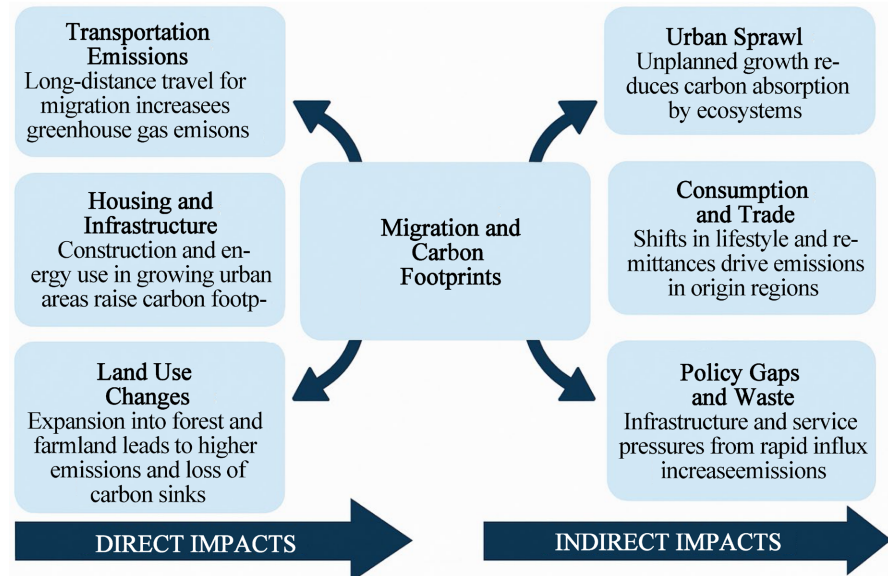 Transportation
Emissions
Long-distance travel for
migration increasees
greenhouse gas emisons
Housing and
Infrastructure
Construction and en-
ergy use in growing urban
areas raise carbon footp-
Land Use
Changes
Expansion into forest and
farmland leads to higher
emissions and loss of
carbon sinks
Migration and
Carbon
Footprints
Urban Sprawl
Unplanned growth re-
duces carbon absorption
by ecosystems
Consumption
and Trade
Shifts in lifestyle and re-
mittances drive emissions
in origin regions
Policy Gaps
and Waste
Infrastructure and service
pressures from rapid influx
increaseemissions
DIRECT IMPACTS
INDIRECT IMPACTS